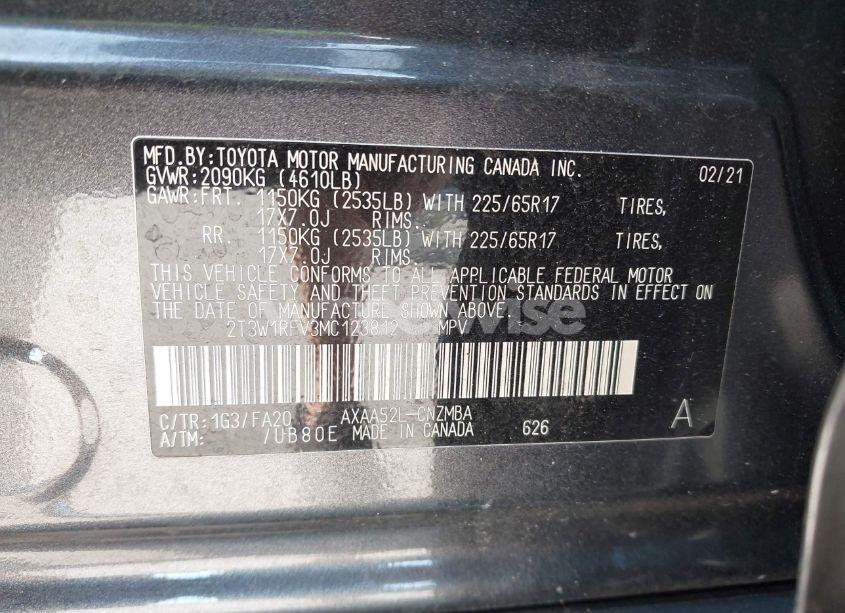 MFD.BY:TOYOTA MOTOR MANUFACTURING CANADA INC. 02/21
GVWR:2090KG (4610LB)
GAWR:FRT. 1150KG (2535LB) WITH 225/65R17 TIRES,
17X7.0J RIMS.
RR. 1150KG (2535LB) WITH 225/65R17 TIRES,
17X7.0J RIMS.
THIS VEHICLE CONFORMS TO ALL APPLICABLE FEDERAL MOTOR
VEHICLE SAFETY AND THEFT PREVENTION STANDARDS IN EFFECT ON
THE DATE OF MANUFACTURE SHOWN ABOVE.
2T3W1RFV3MC123812 MPV
C/TR:1G3/FA20 AXAA52L-CNZMBA
A/TM: /UB80E MADE IN CANADA 626 A